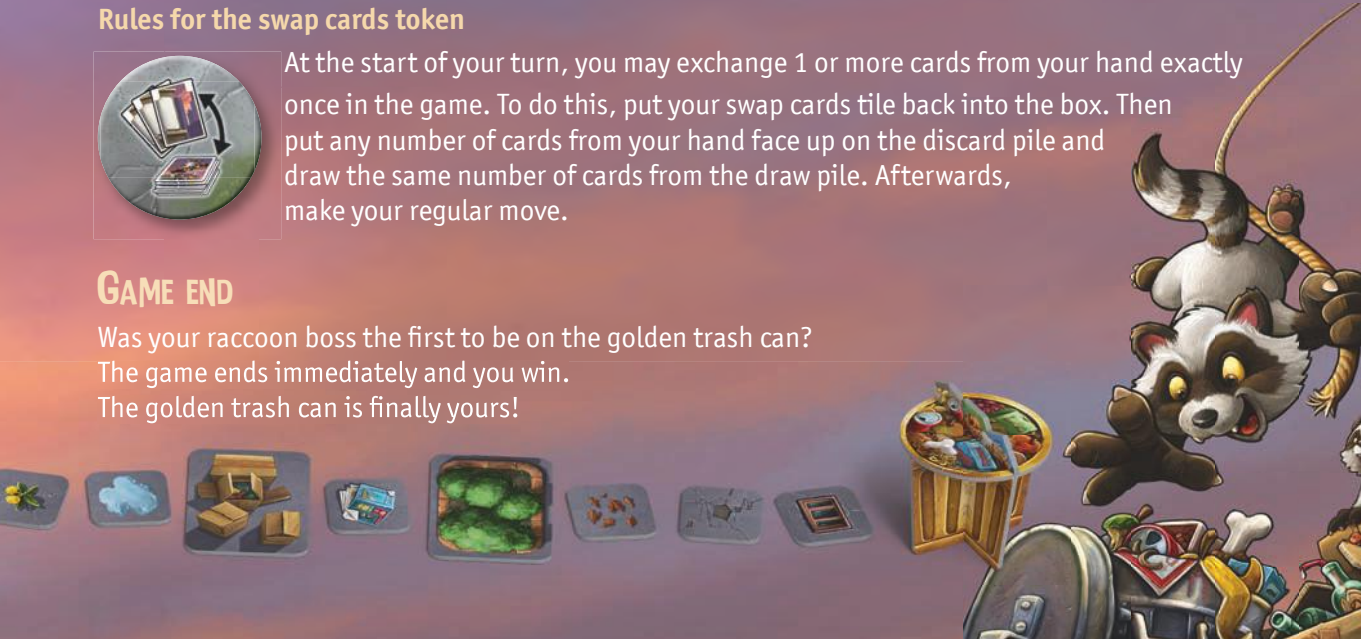 Rules for the swap cards token
At the start of your turn, you may exchange 1 or more cards from your hand exactly
once in the game. To do this, put your swap cards tile back into the box. Then
put any number of cards from your hand face up on the discard pile and
draw the same number of cards from the draw pile. Afterwards,
make your regular move.
GAME END
Was your raccoon boss the first to be on the golden trash can?
The game ends immediately and you win.
The golden trash can is finally yours!